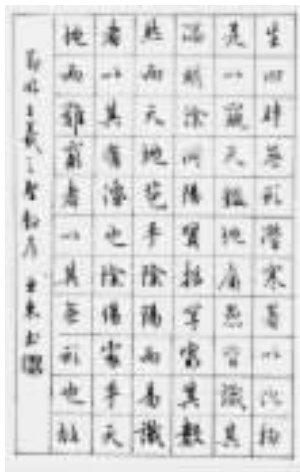 生四時無形潛寒暑以化物
是以窺天鑑地庸愚皆識其
端明陰洞陽賢哲罕窮其數
然而天地苞乎陰陽而易識
者以其有像也陰陽處乎天
地而難窮者以其無形也故
節臨王羲之聖教序